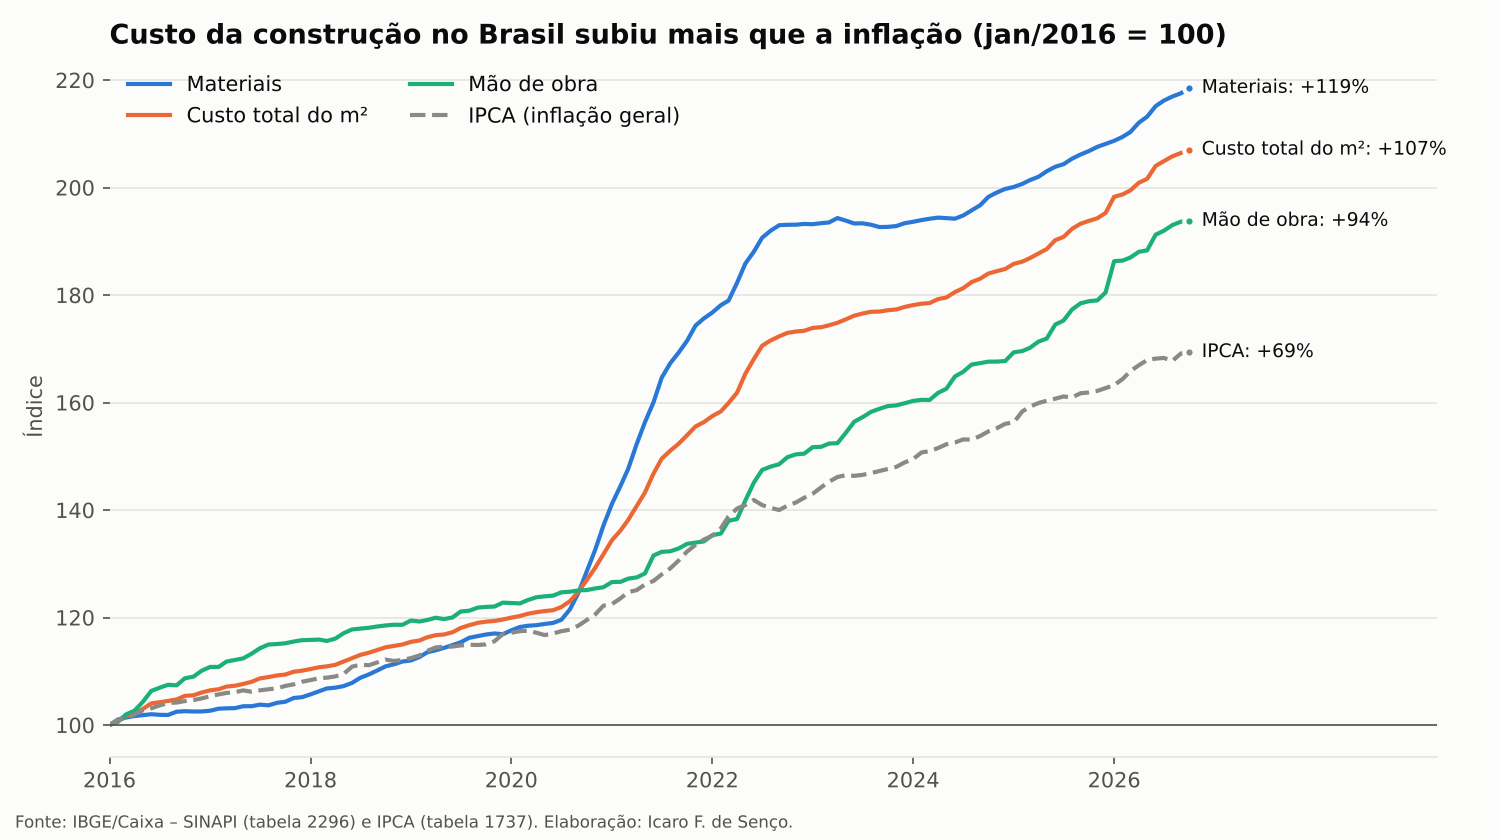 Custo da construção no Brasil subiu mais que a inflação (jan/2016 = 100)
Materiais
Mão de obra
Custo total do m²
IPCA (inflação geral)
220
200
180
160
140
120
100
Índice
Materiais: +119%
Custo total do m²: +107%
Mão de obra: +94%
IPCA: +69%
2016
2018
2020
2022
2024
2026
Fonte: IBGE/Caixa – SINAPI (tabela 2296) e IPCA (tabela 1737). Elaboração: Icaro F. de Senço.